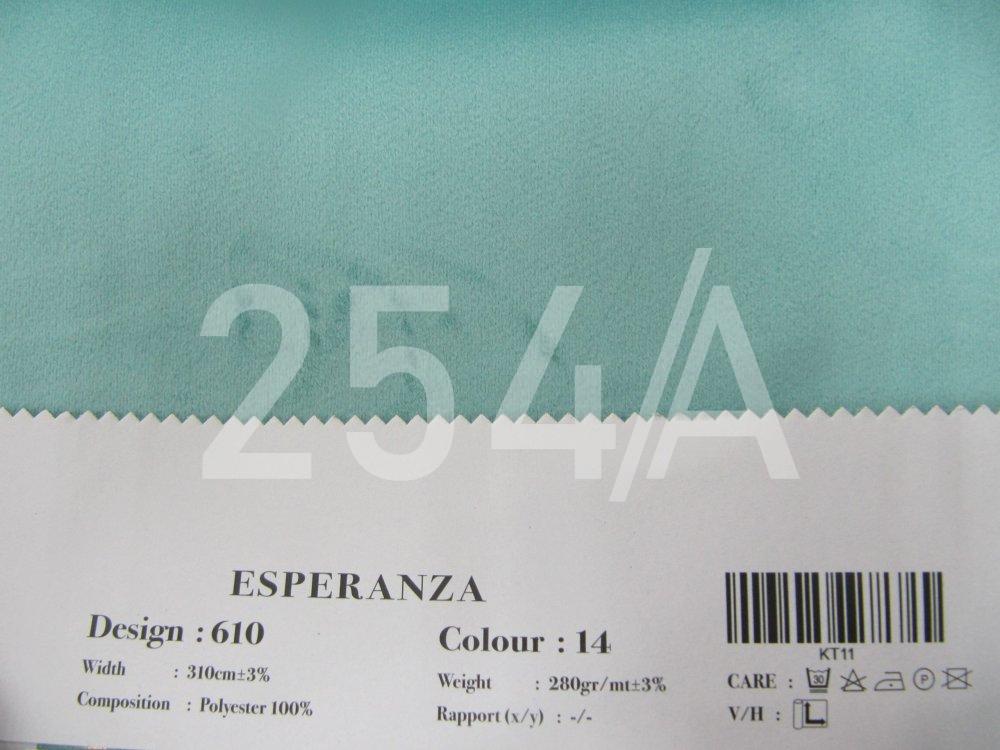 254/A
ESPERANZA
Design : 610
Colour : 14
Width : 310cm±3%
Weight : 280gr/mt±3%
Composition : Polyester 100%
Rapport (x/y) : -/-
KT11
CARE : 30 P
V/H :